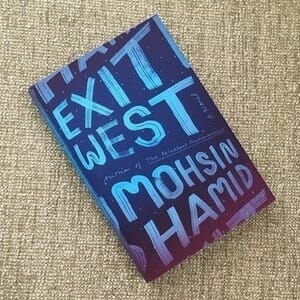 EXIT
WEST
A NOVEL
author of The Reluctant Fundamentalist
MOHSIN
HAMID